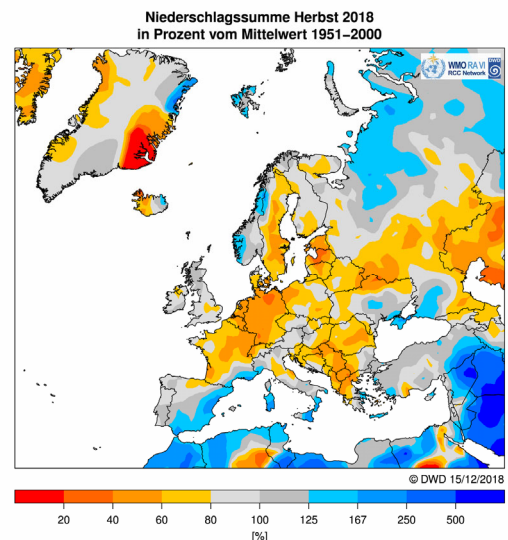 Niederschlagssumme Herbst 2018
in Prozent vom Mittelwert 1951–2000
WMO RA VI
RCC Network
DWD
© DWD 15/12/2018
20 40 60 80 100 125 167 250 500
[%]